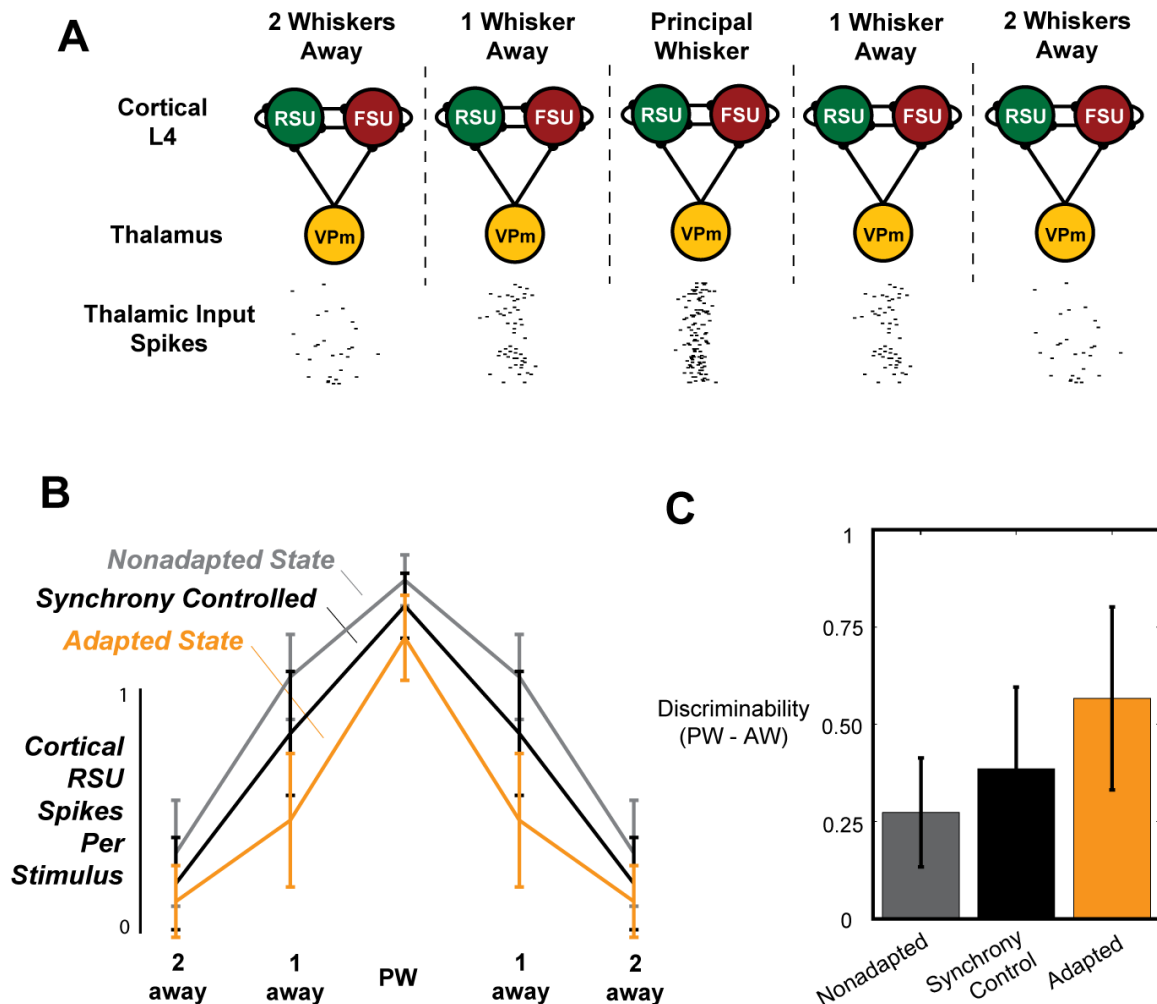 A
2 Whiskers Away
1 Whisker Away
Principal Whisker
1 Whisker Away
2 Whiskers Away
Cortical L4
RSU FSU RSU FSU RSU FSU RSU FSU RSU FSU
Thalamus
VPm VPm VPm VPm VPm
Thalamic Input
Spikes
B
Nonadapted State
Synchrony Controlled
Adapted State
1
Cortical
RSU
Spikes
Per
Stimulus
0
2 away
1 away
PW
1 away
2 away
C
Discriminability
(PW - AW)
1
0.75
0.50
0.25
0
Nonadapted
Synchrony
Control
Adapted